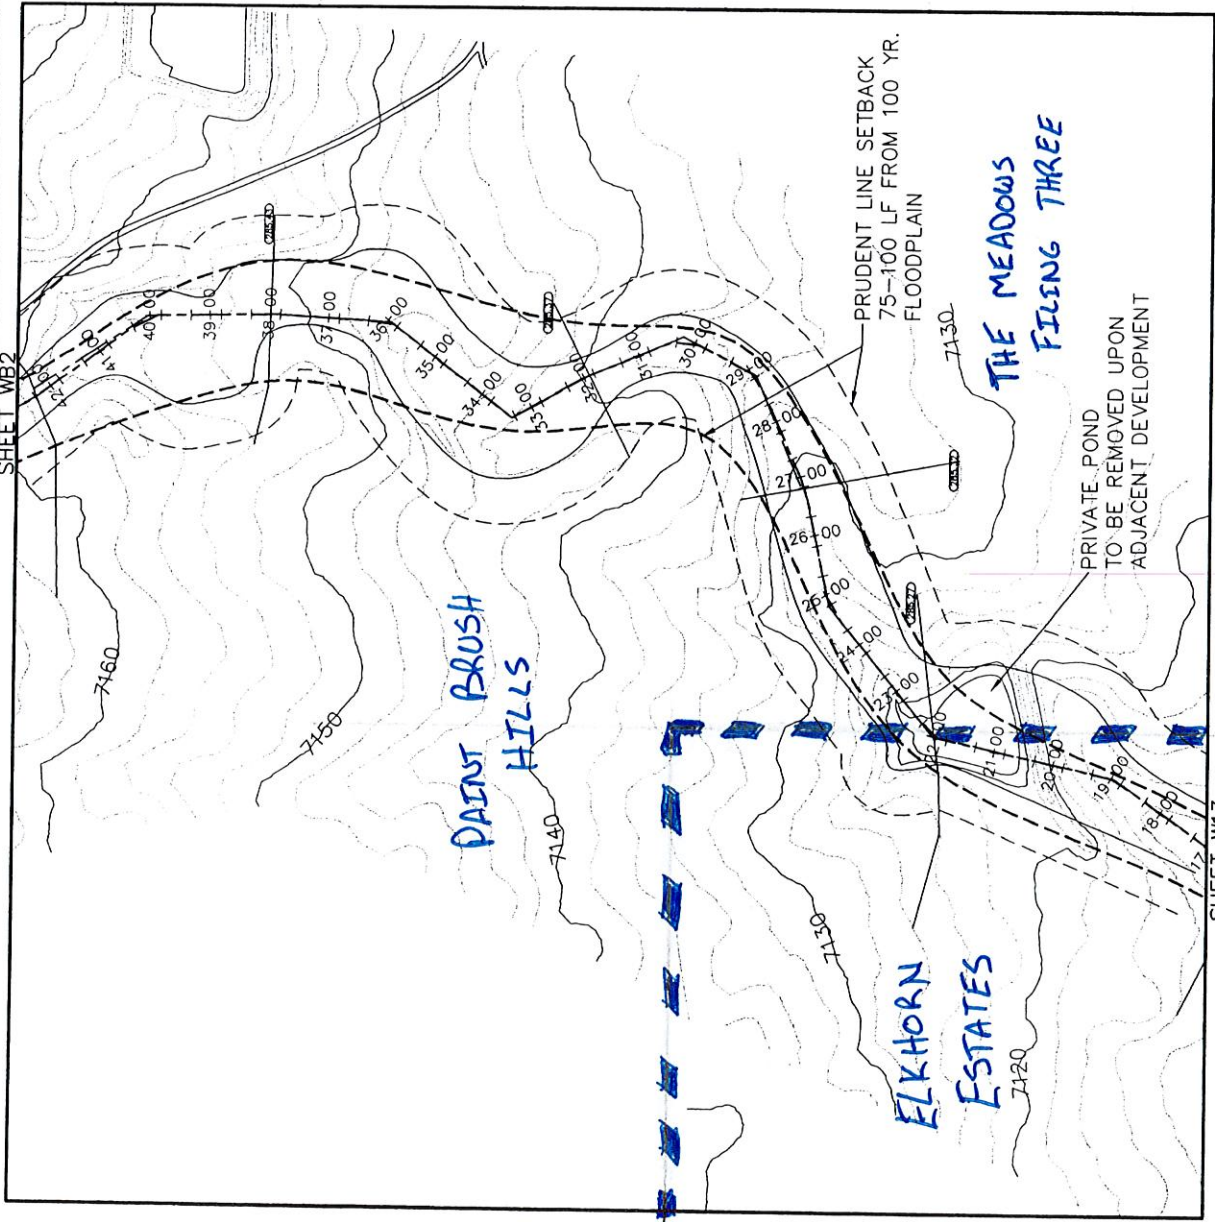 SHEET WB2
42+00
41+00
40+00
39+00
38+00
37+00
36+00
35+00
34+00
33+00
32+00
31+00
30+00
29+00
28+00
27+00
26+00
25+00
24+00
23+00
21+00
20+00
19+00
18+00
7160
7150
7140
7130
7120
7130
PAINT BRUSH
HILLS
ELKHORN
ESTATES
PRUDENT LINE SETBACK
75-100 LF FROM 100 YR.
FLOODPLAIN
THE MEADOWS
FILING THREE
PRIVATE POND
TO BE REMOVED UPON
ADJACENT DEVELOPMENT